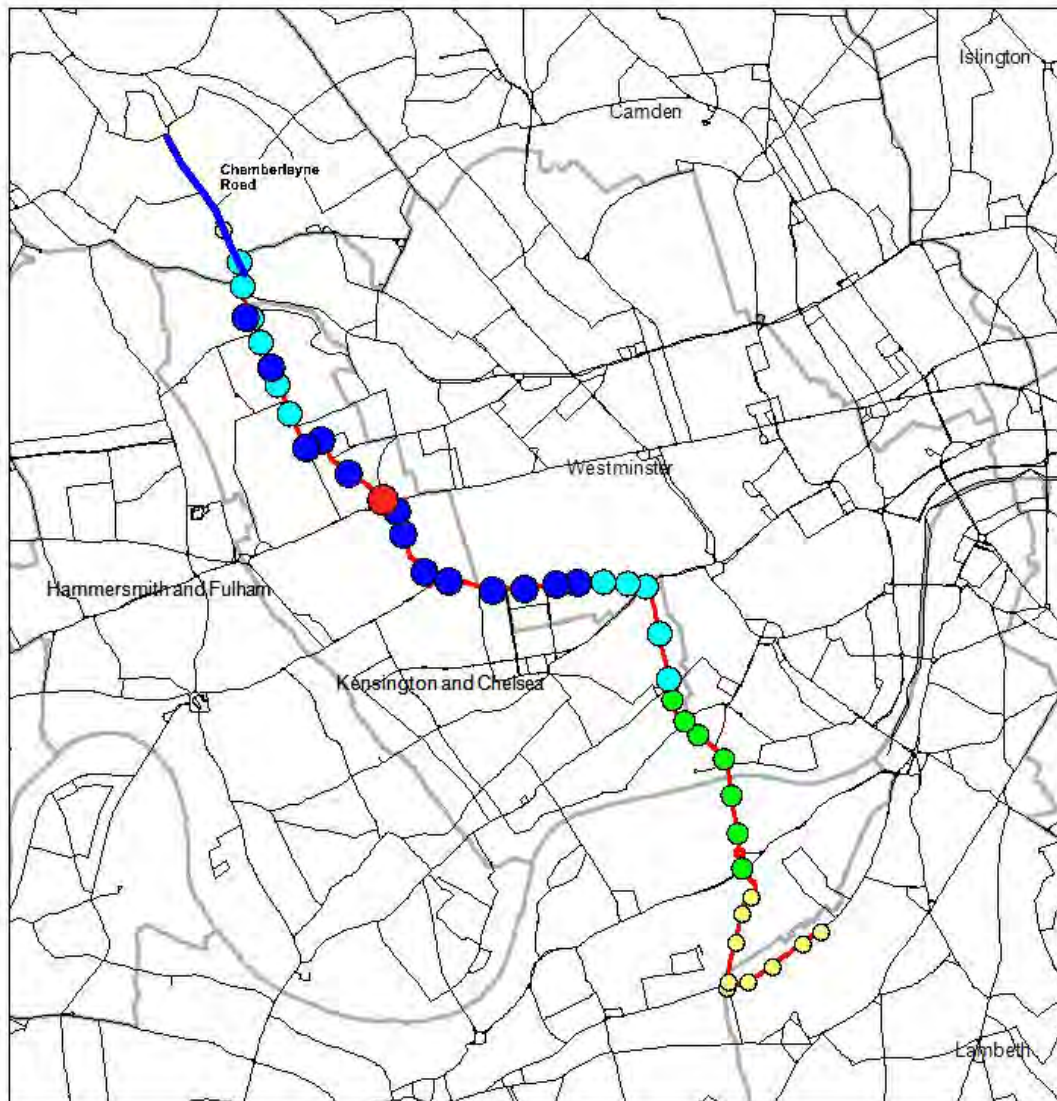 Islington
Camden
Chamberlayne
Road
Westminster
Hammersmith and Fulham
Kensington and Chelsea
Lambeth